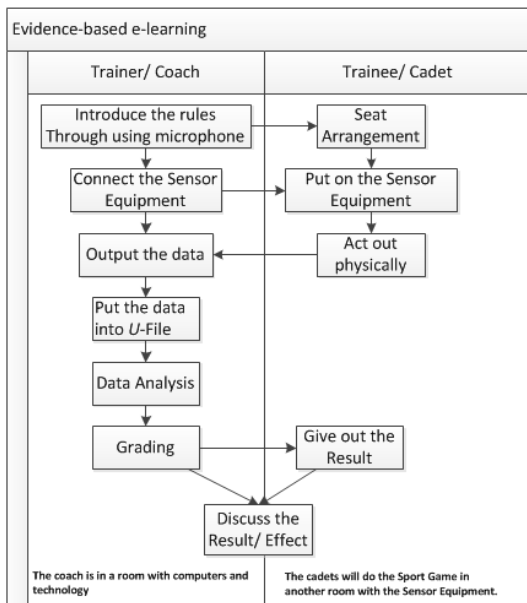 Evidence-based e-learning
Trainer/ Coach
Trainee/ Cadet
Introduce the rules
Through using microphone
Seat
Arrangement
Connect the Sensor
Equipment
Put on the Sensor
Equipment
Output the data
Act out
physically
Put the data
into U-File
Data Analysis
Grading
Give out the
Result
Discuss the
Result/ Effect
The coach is in a room with computers and
technology
The cadets will do the Sport Game in
another room with the Sensor Equipment.